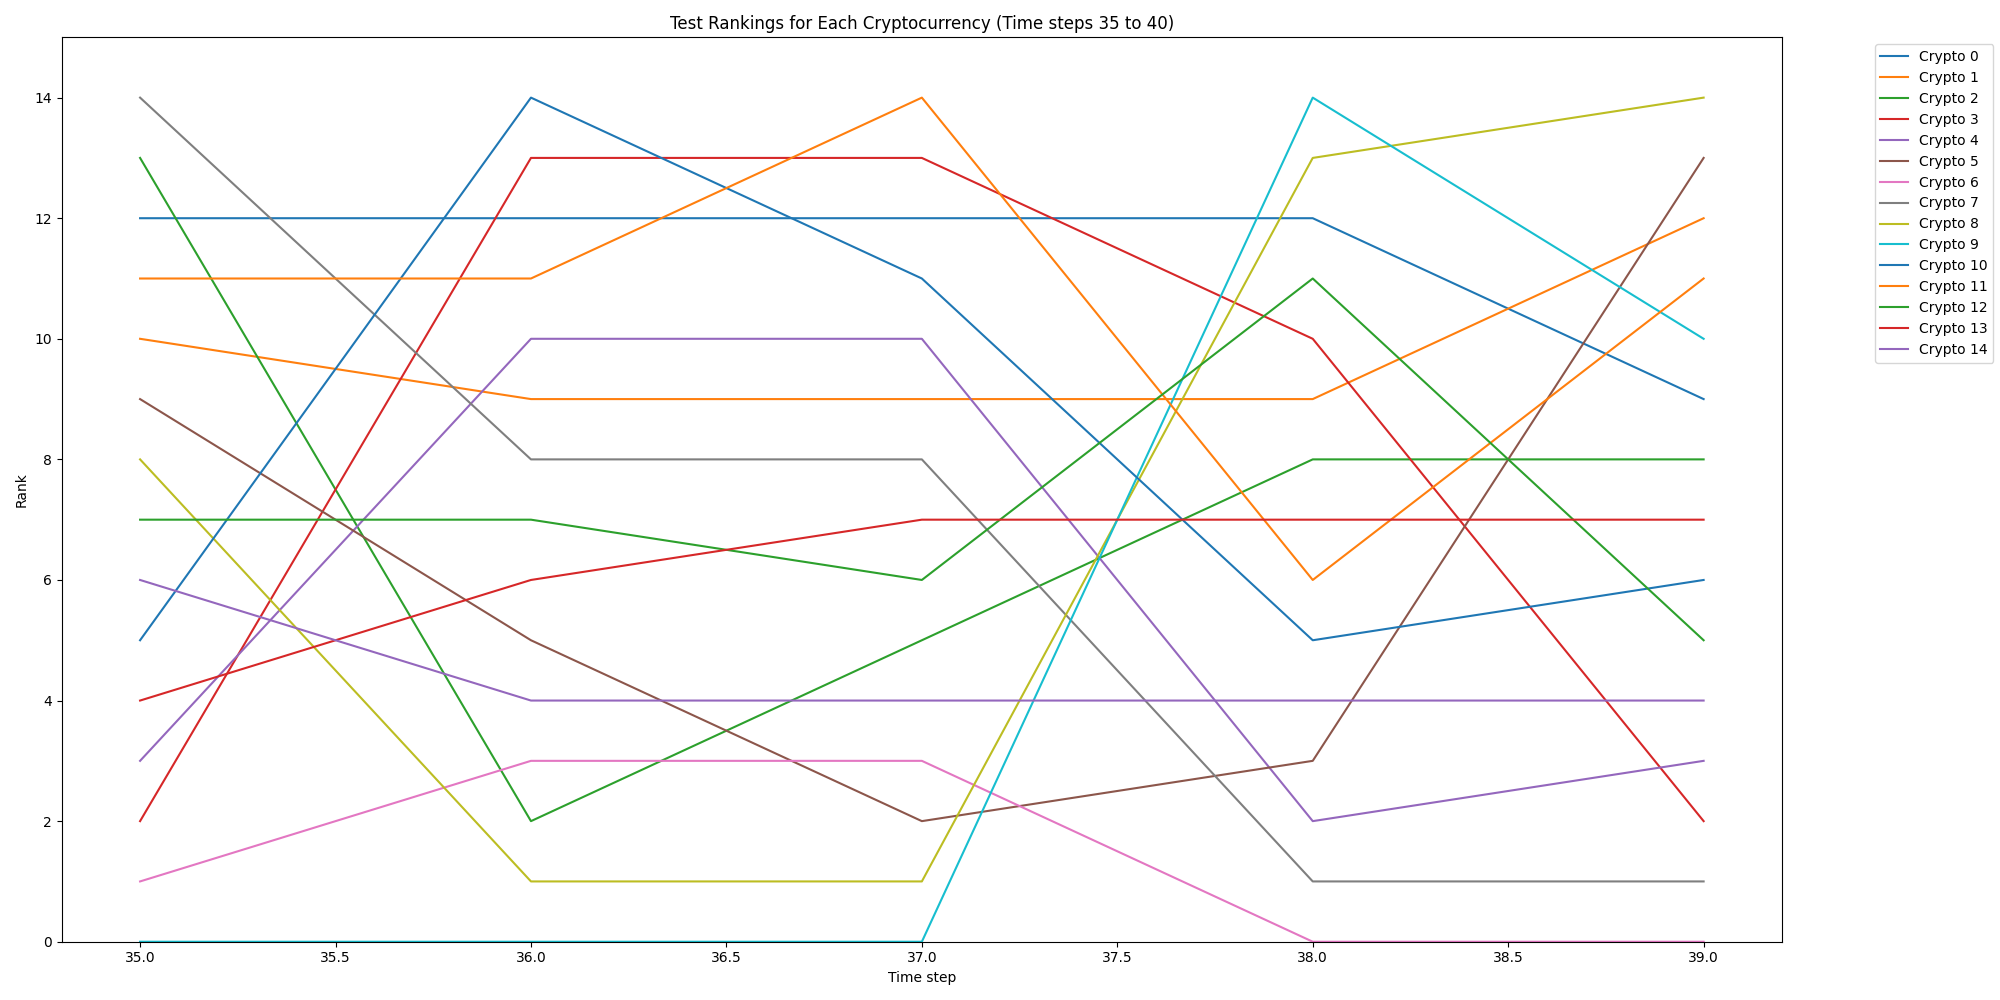 Test Rankings for Each Cryptocurrency (Time steps 35 to 40)
Rank
14
12
10
8
6
4
2
0
35.0 35.5 36.0 36.5 37.0 37.5 38.0 38.5 39.0
Time step
Crypto 0
Crypto 1
Crypto 2
Crypto 3
Crypto 4
Crypto 5
Crypto 6
Crypto 7
Crypto 8
Crypto 9
Crypto 10
Crypto 11
Crypto 12
Crypto 13
Crypto 14